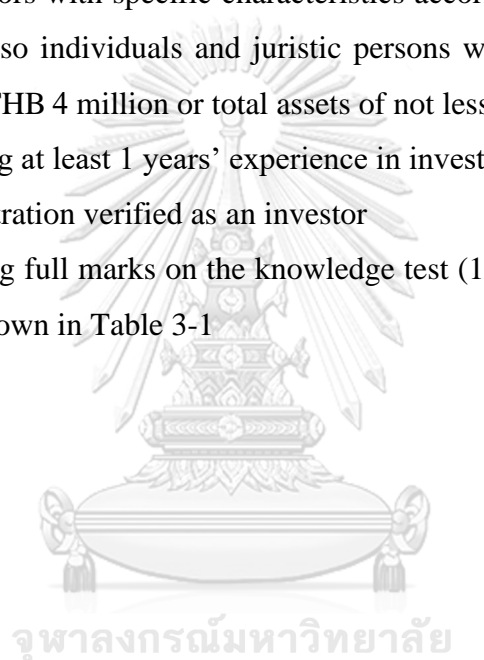 ors with specific characteristics accor
so individuals and juristic persons w
THB 4 million or total assets of not less
g at least 1 years’ experience in invest
tration verified as an investor
g full marks on the knowledge test (1
own in Table 3-1
จุฬาลงกรณ์มหาวิทยาลัย